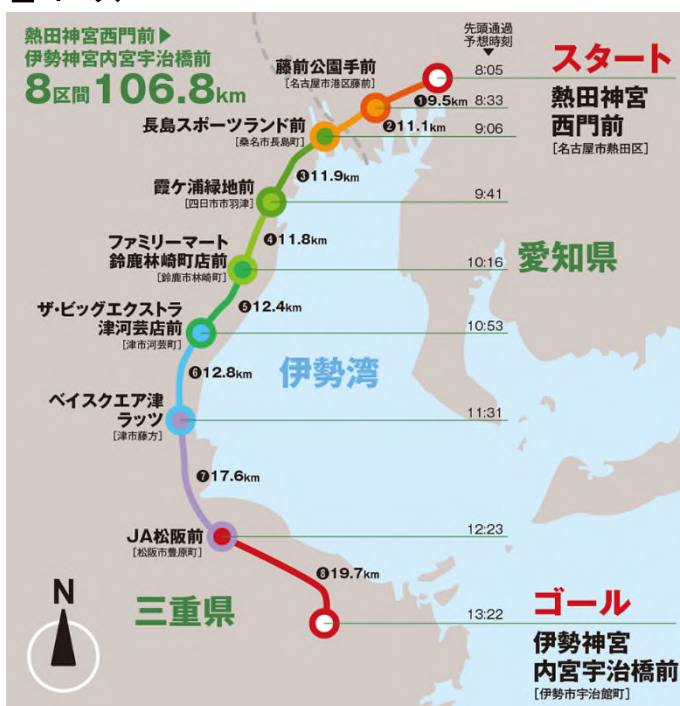 熱田神宮西門前▶
伊勢神宮内宮宇治橋前
8区間106.8km
先頭通過
予想時刻
▼
スタート
熱田神宮
西門前
[名古屋市熱田区]
8:05
藤前公園手前
[名古屋市港区藤前]
❶9.5km
8:33
長島スポーツランド前
[桑名市長島町]
❷11.1km
9:06
❸11.9km
霞ケ浦緑地前
[四日市市羽津]
9:41
❹11.8km
ファミリーマート
鈴鹿林崎町店前
[鈴鹿市林崎町]
10:16
愛知県
❺12.4km
ザ・ビッグエクストラ
津河芸店前
[津市河芸町]
10:53
❻12.8km
伊勢湾
ベイスクエア津
ラッツ
[津市藤方]
11:31
❼17.6km
JA松阪前
[松阪市豊原町]
12:23
❽19.7km
N
三重県
13:22
ゴール
伊勢神宮
内宮宇治橋前
[伊勢市宇治館町]